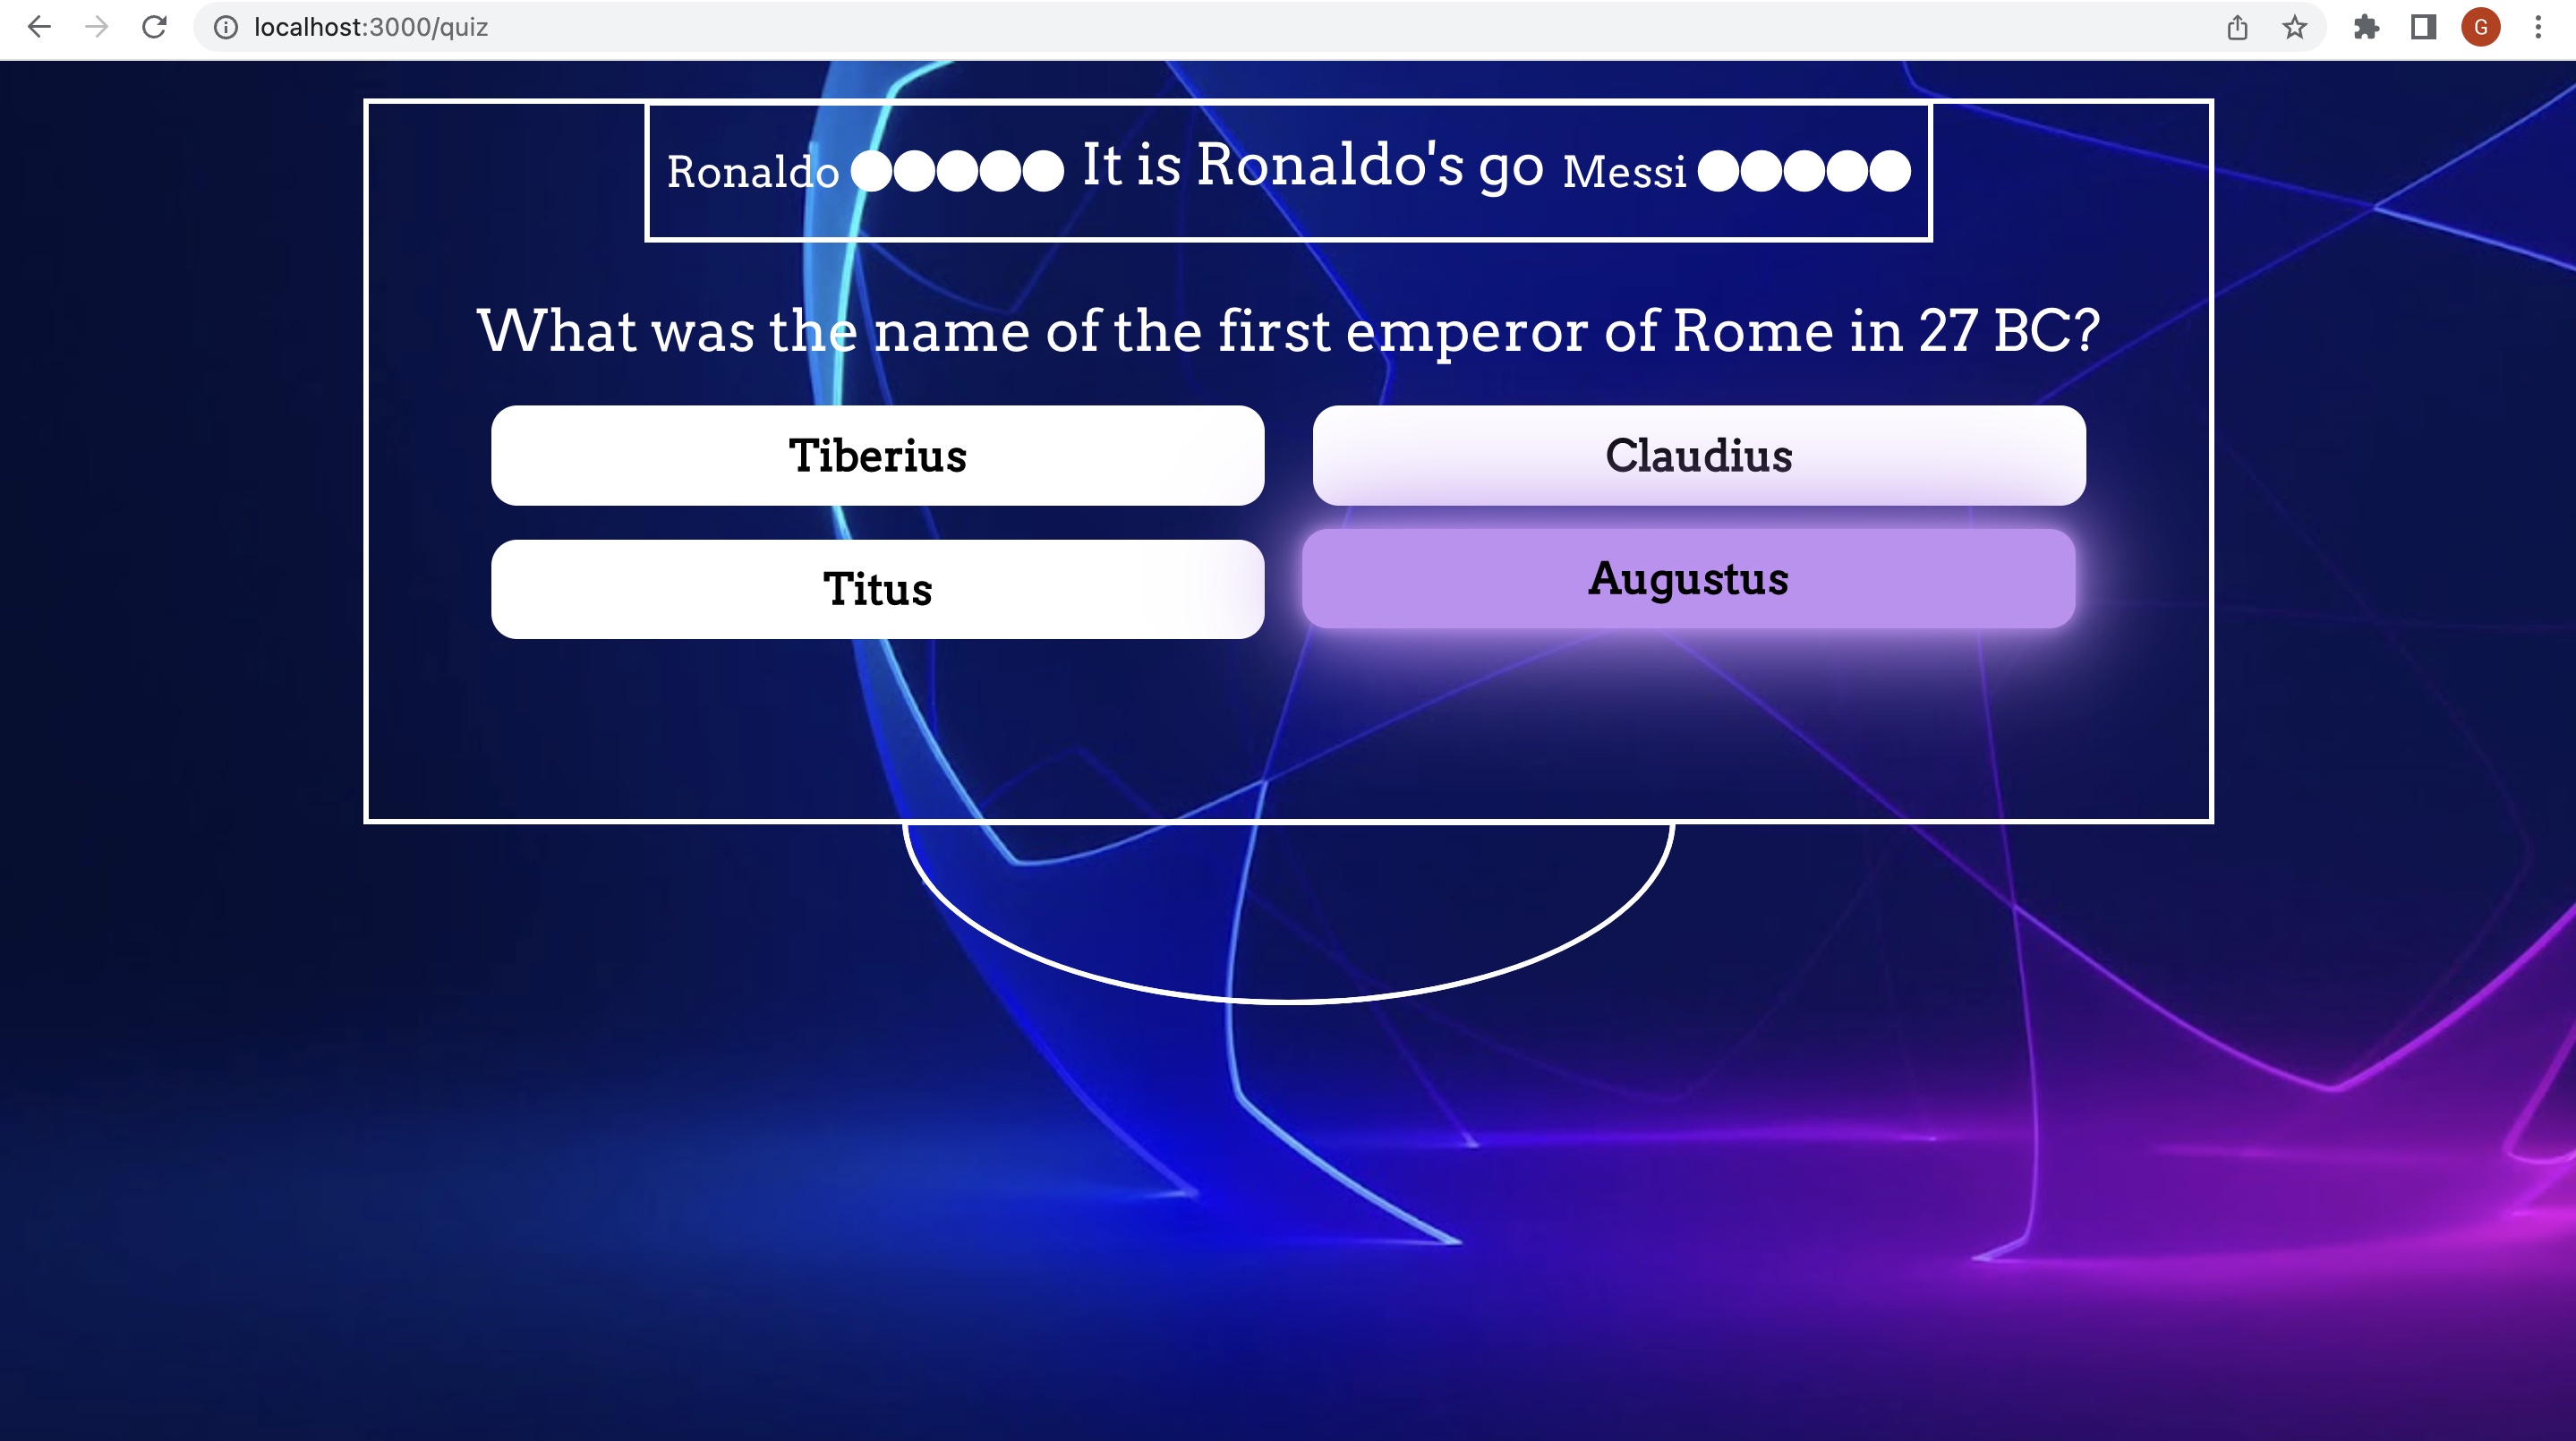 localhost:3000/quiz
G
Ronaldo It is Ronaldo's go Messi
What was the name of the first emperor of Rome in 27 BC?
Tiberius
Claudius
Titus
Augustus